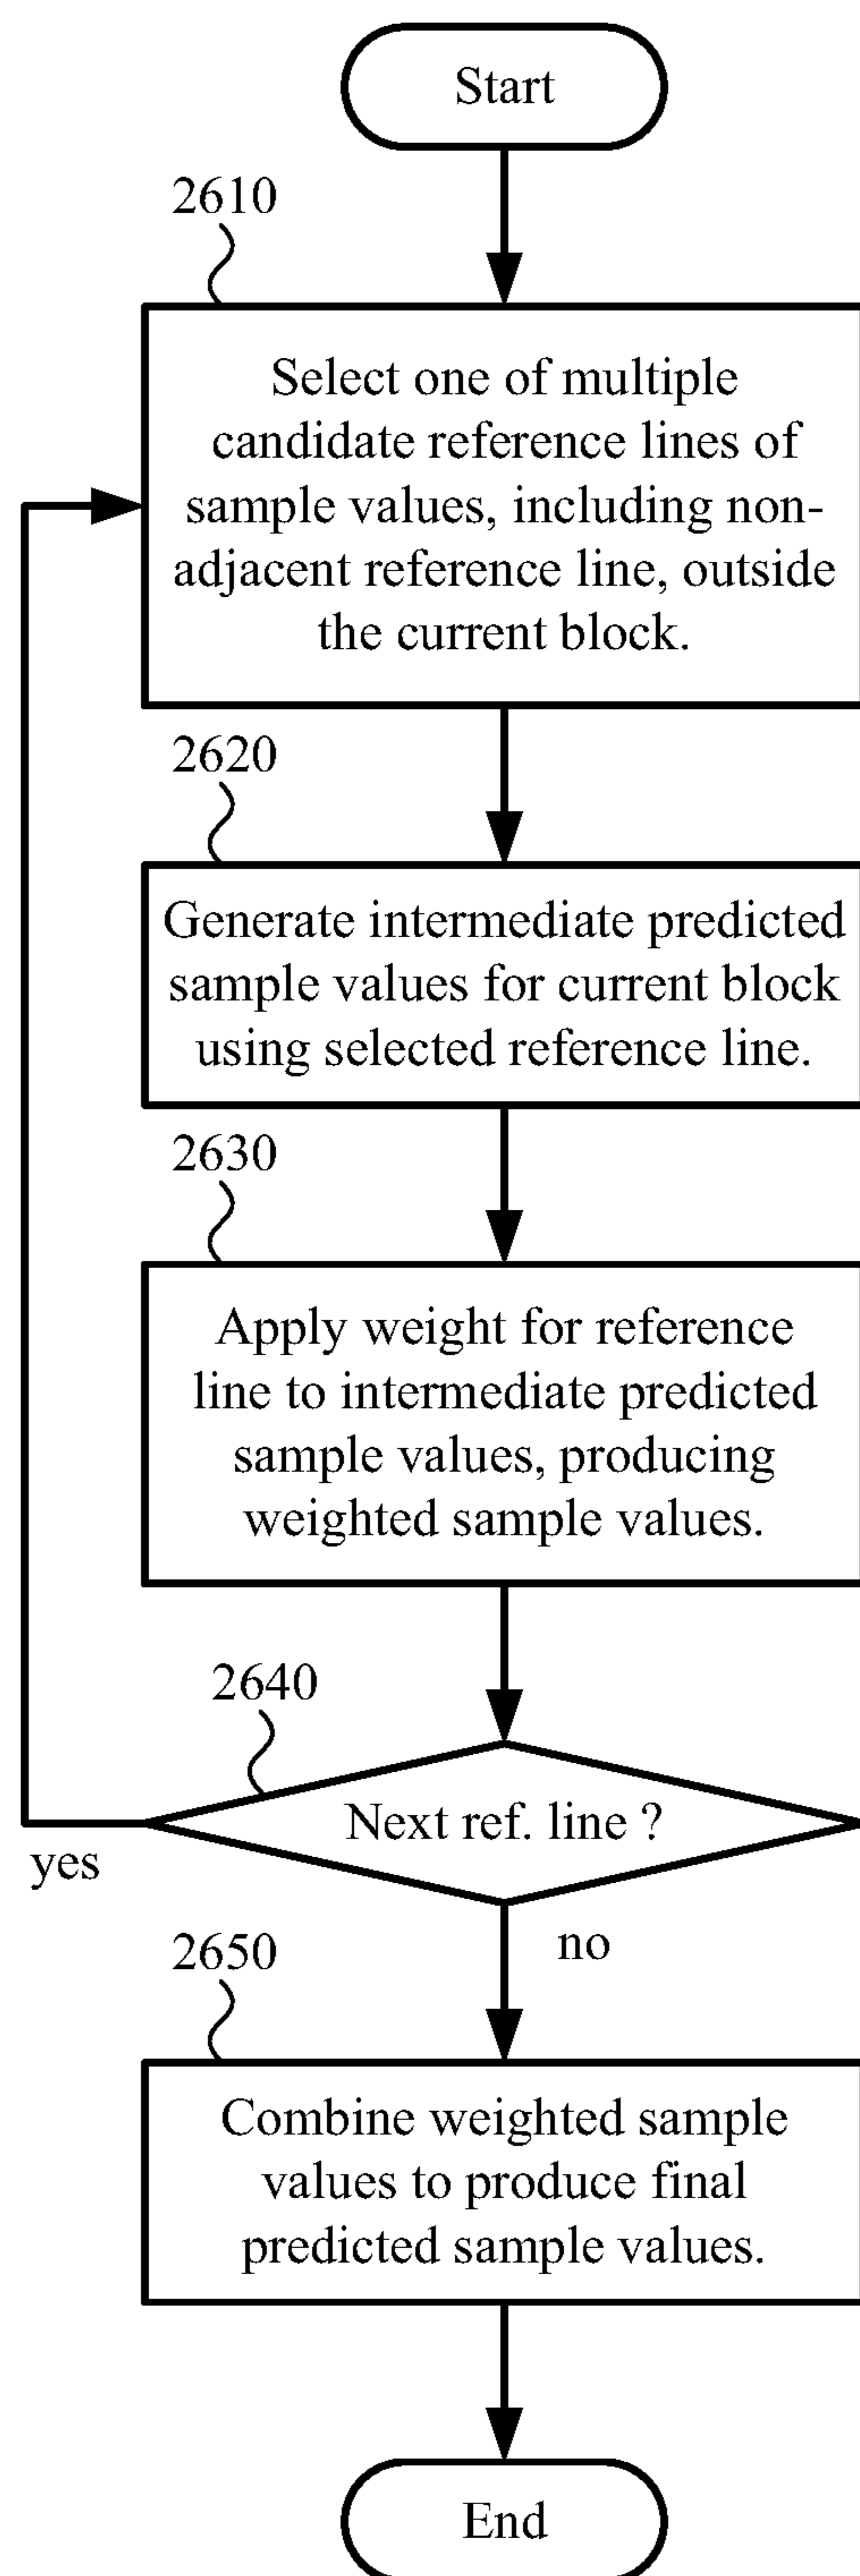 Start
2610
Select one of multiple
candidate reference lines of
sample values, including non-
adjacent reference line, outside
the current block.
2620
Generate intermediate predicted
sample values for current block
using selected reference line.
2630
Apply weight for reference
line to intermediate predicted
sample values, producing
weighted sample values.
2640
Next ref. line ?
yes
no
2650
Combine weighted sample
values to produce final
predicted sample values.
End